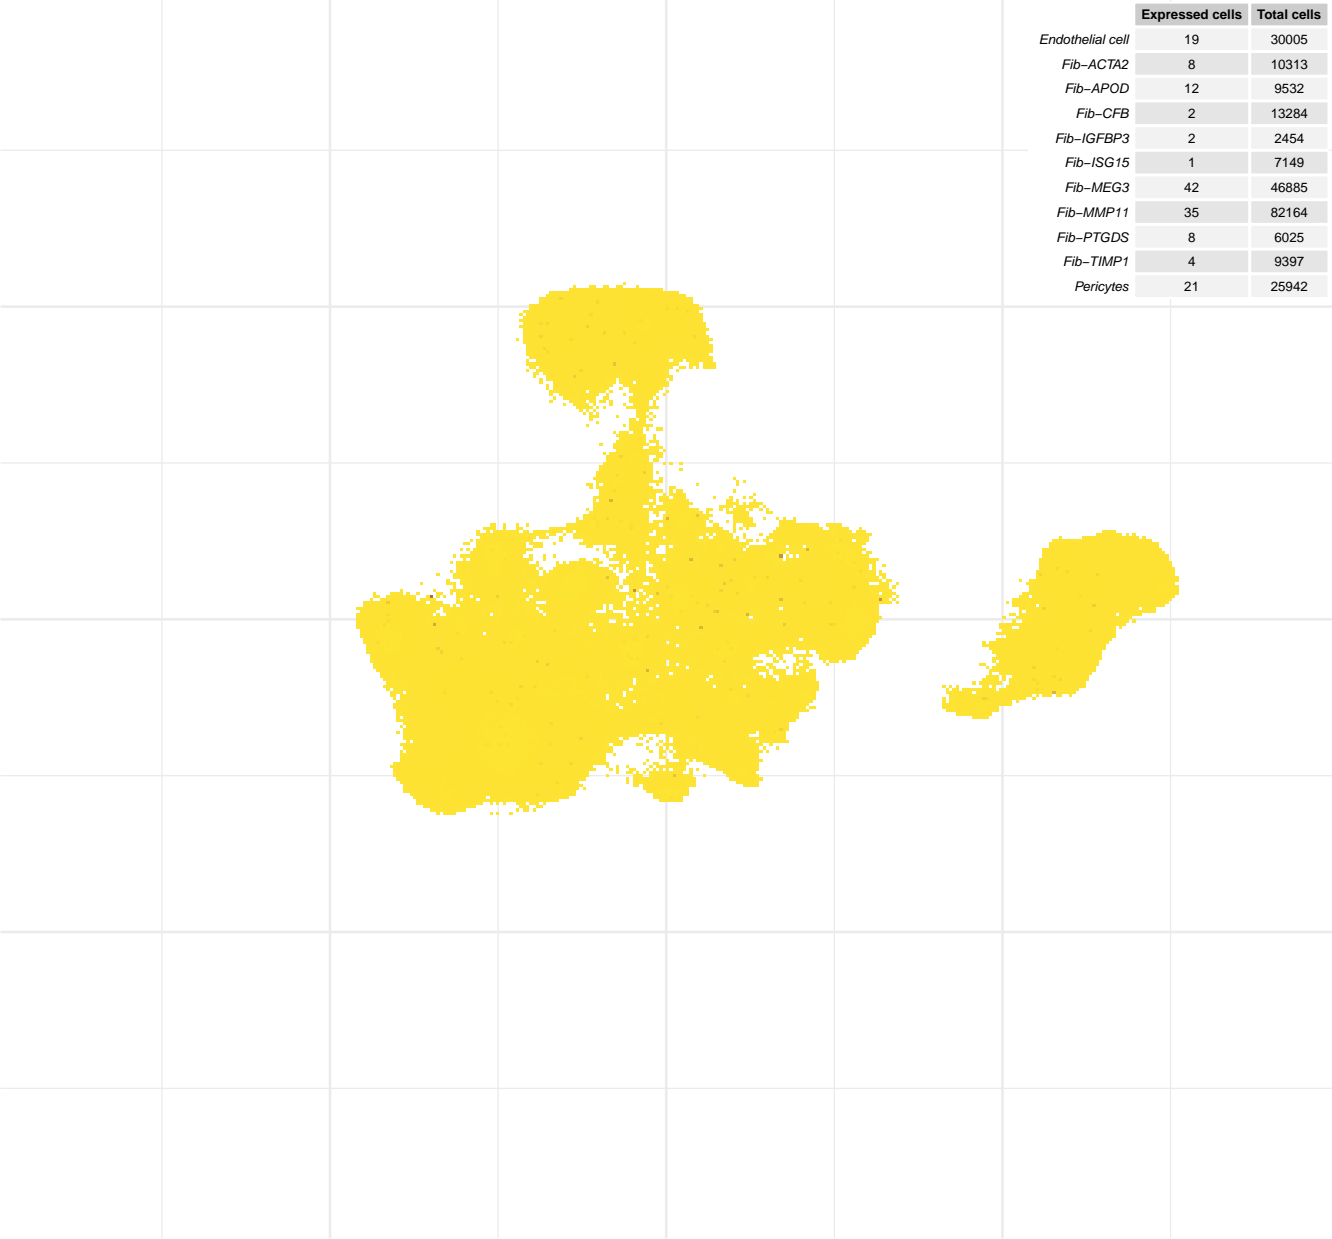 Expressed cells Total cells
Endothelial cell 19 30005
Fib−ACTA2 8 10313
Fib−APOD 12 9532
Fib−CFB 2 13284
Fib−IGFBP3 2 2454
Fib−ISG15 1 7149
Fib−MEG3 42 46885
Fib−MMP11 35 82164
Fib−PTGDS 8 6025
Fib−TIMP1 4 9397
Pericytes 21 25942